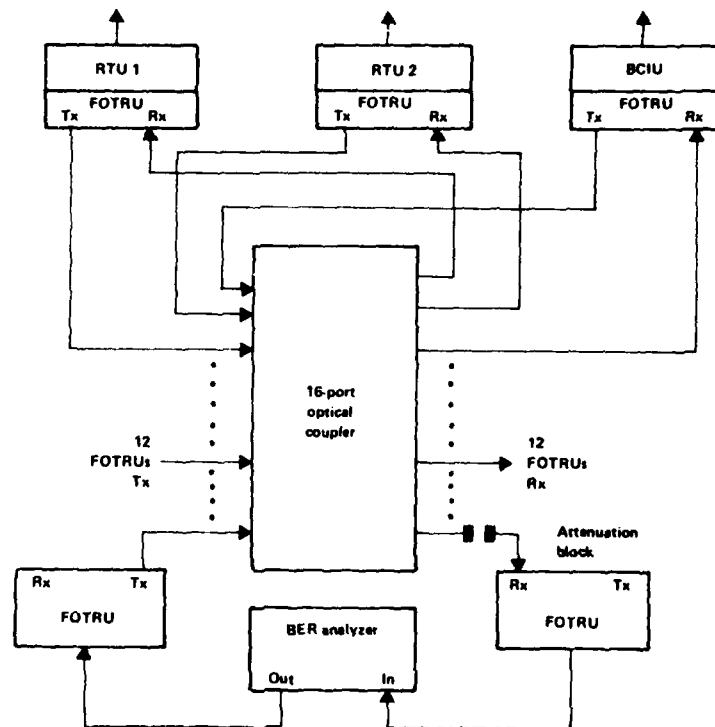 RTU 1
FOTRU
Tx Rx
RTU 2
FOTRU
Tx Rx
BCIU
FOTRU
Tx Rx
16-port
optical
coupler
12
FOTRUs
Tx
12
FOTRUs
Rx
Attenuation
block
Rx Tx
FOTRU
BER analyzer
Out In
Rx Tx
FOTRU